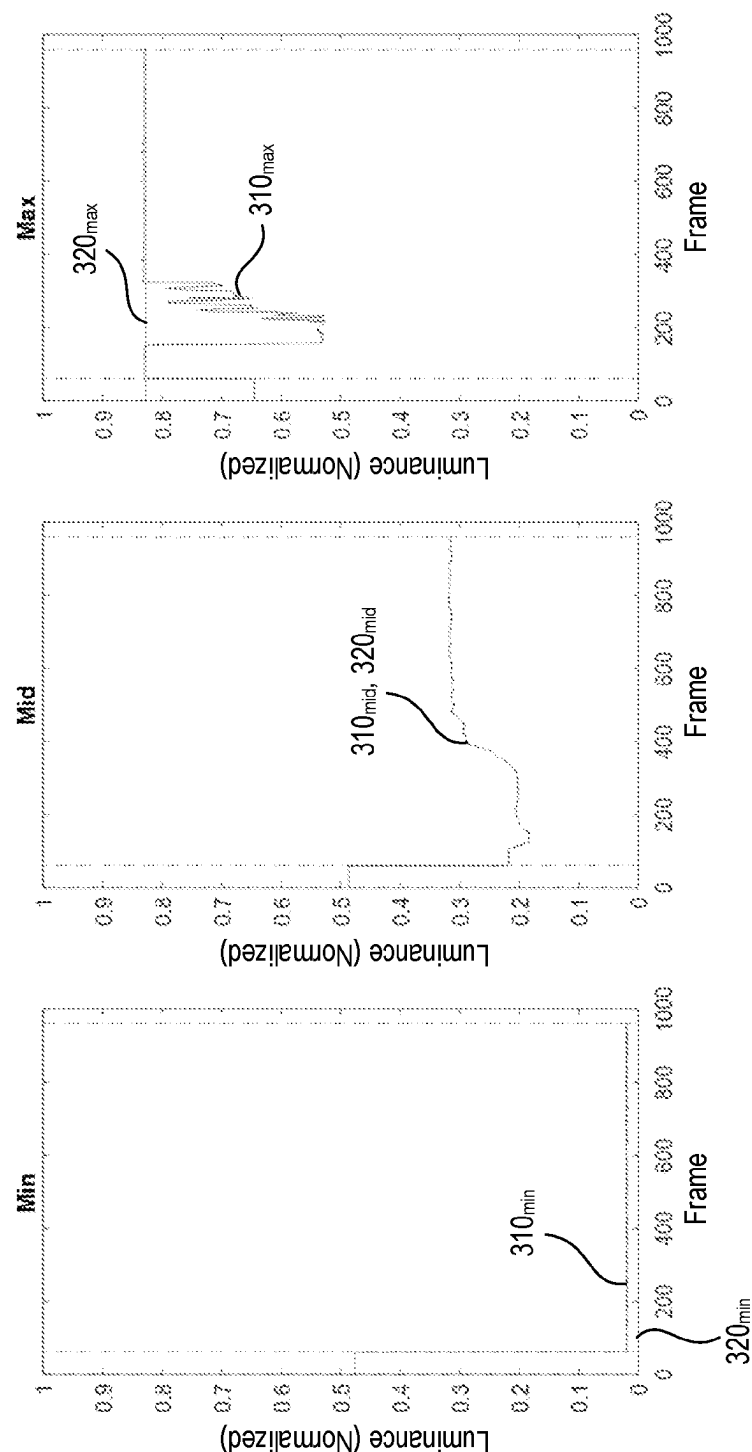 Min
Luminance (Normalized)
1
0.9
0.8
0.7
0.6
0.5
0.4
0.3
0.2
0.1
0
0 200 400 600 800 1000
Frame
310min
320min
Mid
Luminance (Normalized)
1
0.9
0.8
0.7
0.6
0.5
0.4
0.3
0.2
0.1
0
0 200 400 600 800 1000
Frame
310mid, 320mid
Max
Luminance (Normalized)
1
0.9
0.8
0.7
0.6
0.5
0.4
0.3
0.2
0.1
0
0 200 400 600 800 1000
Frame
320max
310max